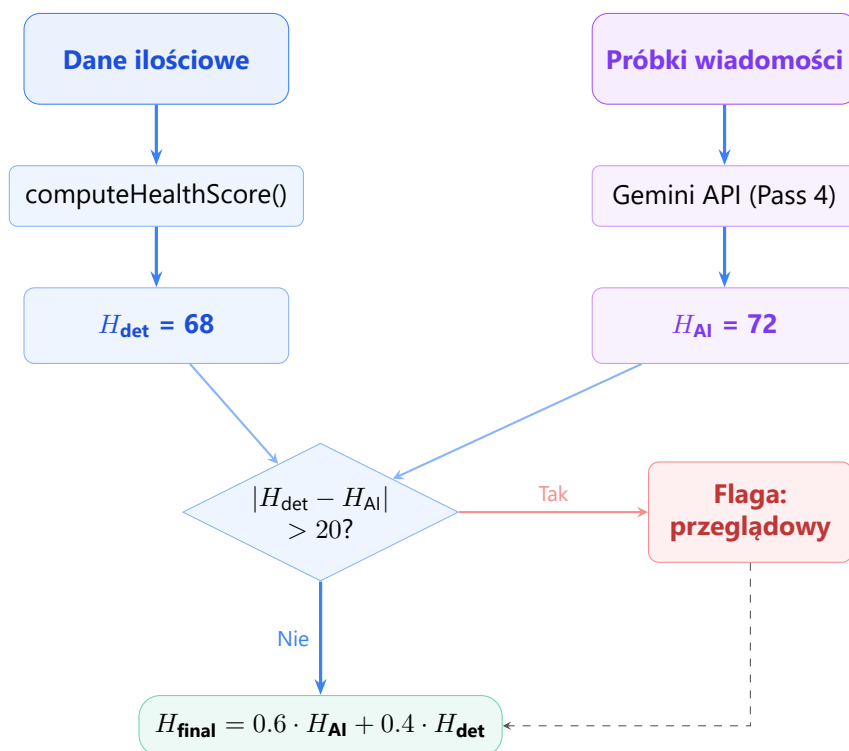 Dane ilościowe
Próbki wiadomości
computeHealthScore()
Gemini API (Pass 4)
H_det = 68
H_AI = 72
|H_det − H_AI|
> 20?
Tak
Flaga:
przeglądowy
Nie
H_final = 0.6 · H_AI + 0.4 · H_det